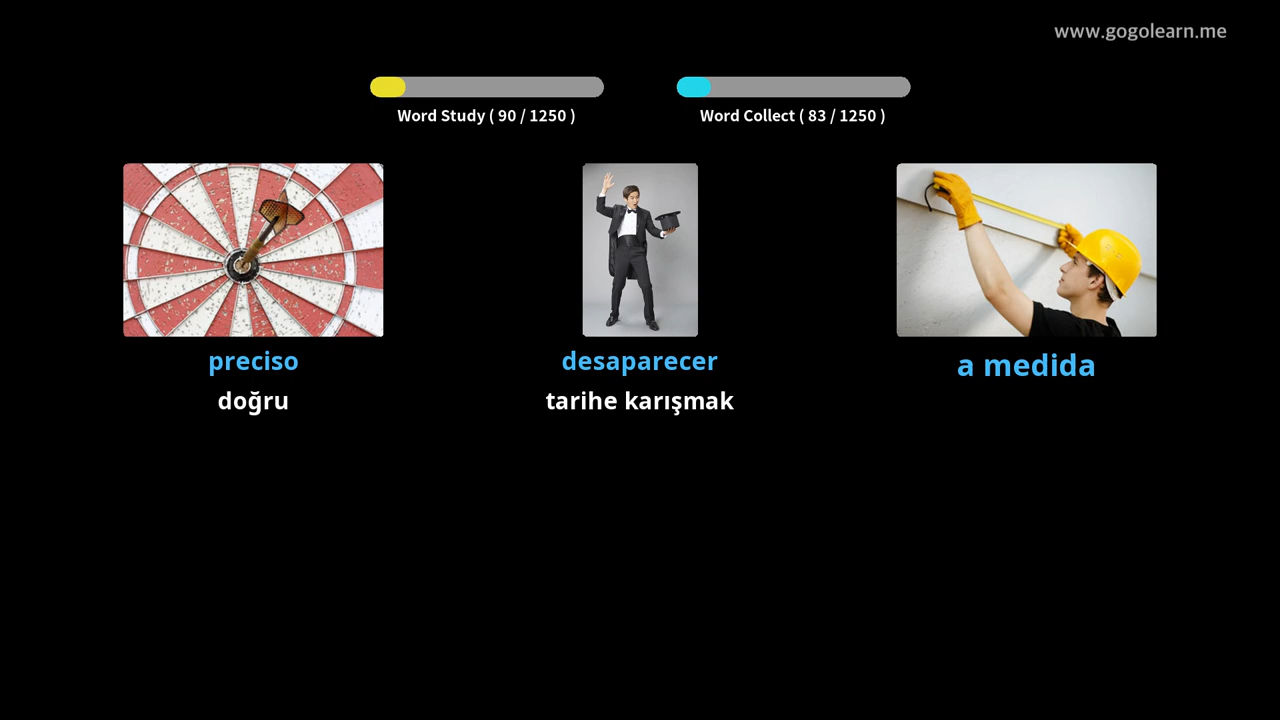 www.gogolearn.me
Word Study ( 90 / 1250 )
Word Collect ( 83 / 1250 )
preciso
doğru
desaparecer
tarihe karışmak
a medida